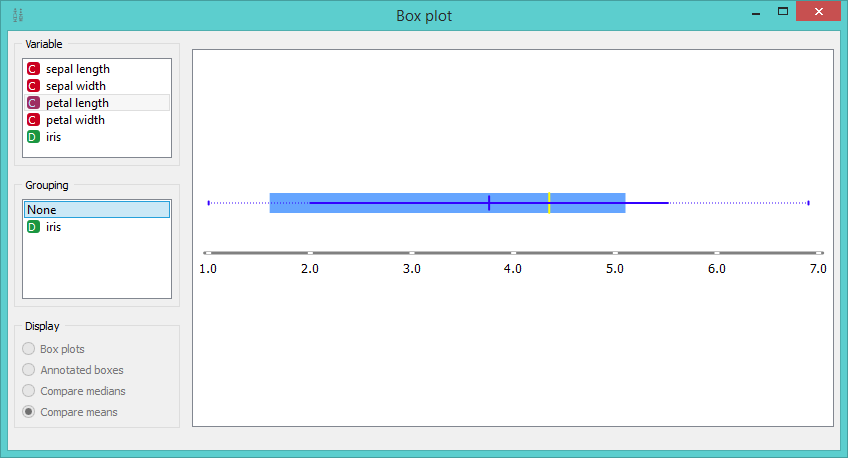 Box plot
Variable
C sepal length
C sepal width
C petal length
C petal width
D iris
Grouping
None
D iris
Display
Box plots
Annotated boxes
Compare medians
Compare means
1.0 2.0 3.0 4.0 5.0 6.0 7.0